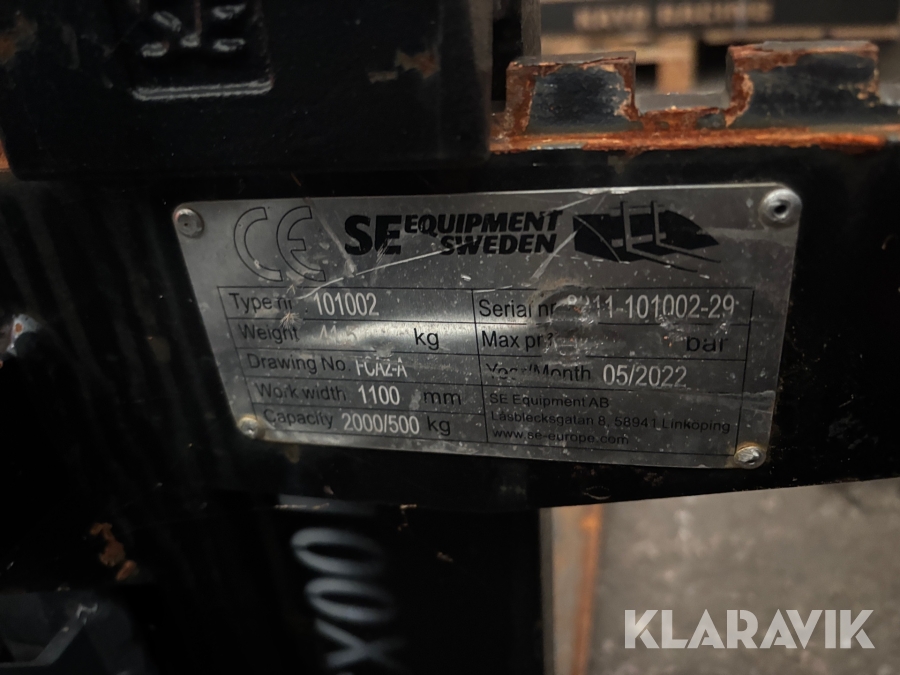 SE
CE SE EQUIPMENT SWEDEN
Type nr 101002
Serial nr 11-101002-29
Weight kg
Max bar
Drawing No. FCA2-A
Year/Month 05/2022
Work width 1100 mm
SE Equipment AB
Capacity 2000/500 kg
Låsblecksgatan 8, 58941 Linköping
www.se-europe.com
KLARAVIK